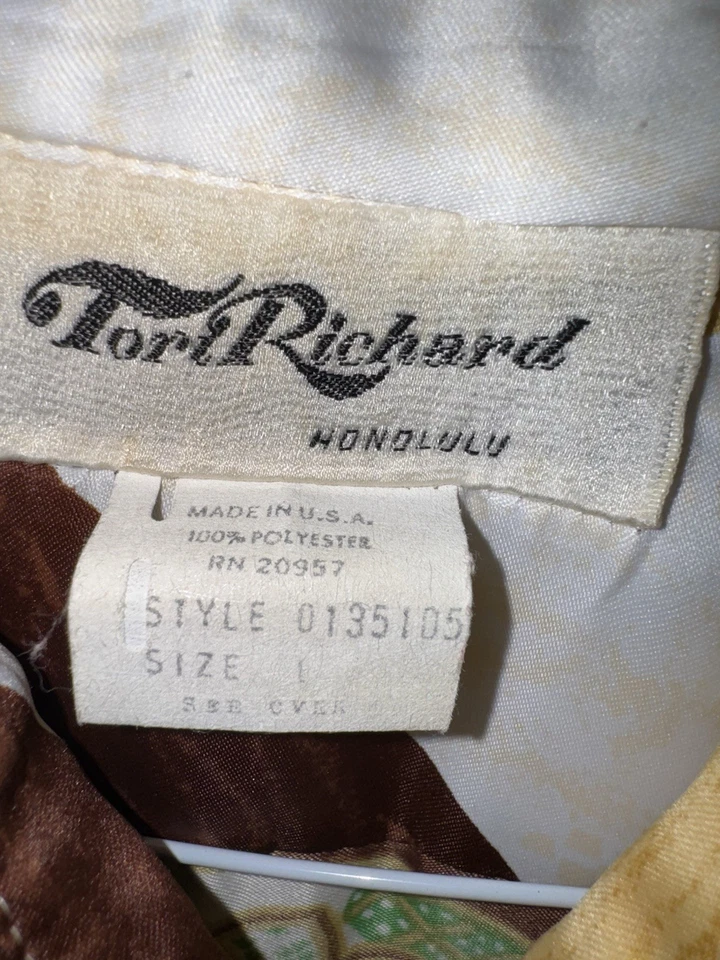 Tori Richard
HONOLULU
MADE IN U.S.A.
100% POLYESTER
RN 20957
STYLE 0135105
SIZE L
SEE OVER